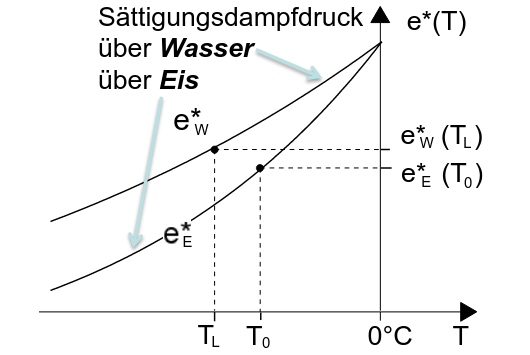 Sättigungsdampfdruck
über Wasser
über Eis
e*(T)
e*W
e*W (TL)
e*E (T0)
e*E
TL
T0
0°C
T